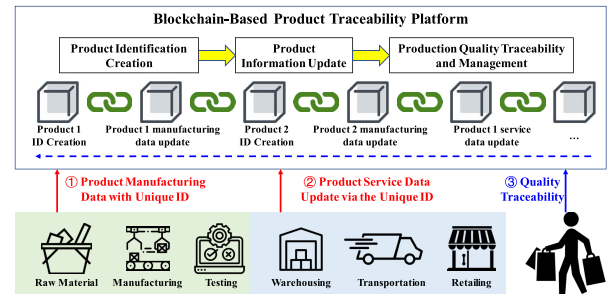 Blockchain-Based Product Traceability Platform
Product Identification
Creation
Product
Information Update
Production Quality Traceability
and Management
Product 1
ID Creation
Product 1 manufacturing
data update
Product 2
ID Creation
Product 2 manufacturing
data update
Product 1 service
data update
...
① Product Manufacturing
Data with Unique ID
② Product Service Data
Update via the Unique ID
③ Quality
Traceability
Raw Material
Manufacturing
Testing
Warehousing
Transportation
Retailing